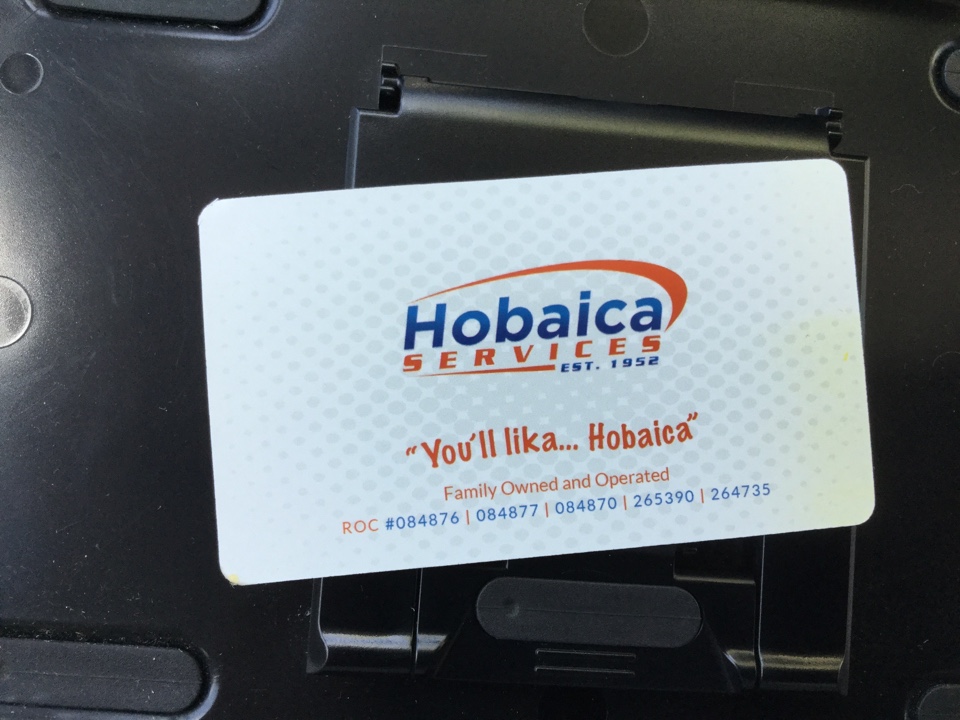 Hobaica
SERVICES
EST. 1952
"You'll lika... Hobaica"
Family Owned and Operated
ROC #084876 | 084877 | 084870 | 265390 | 264735